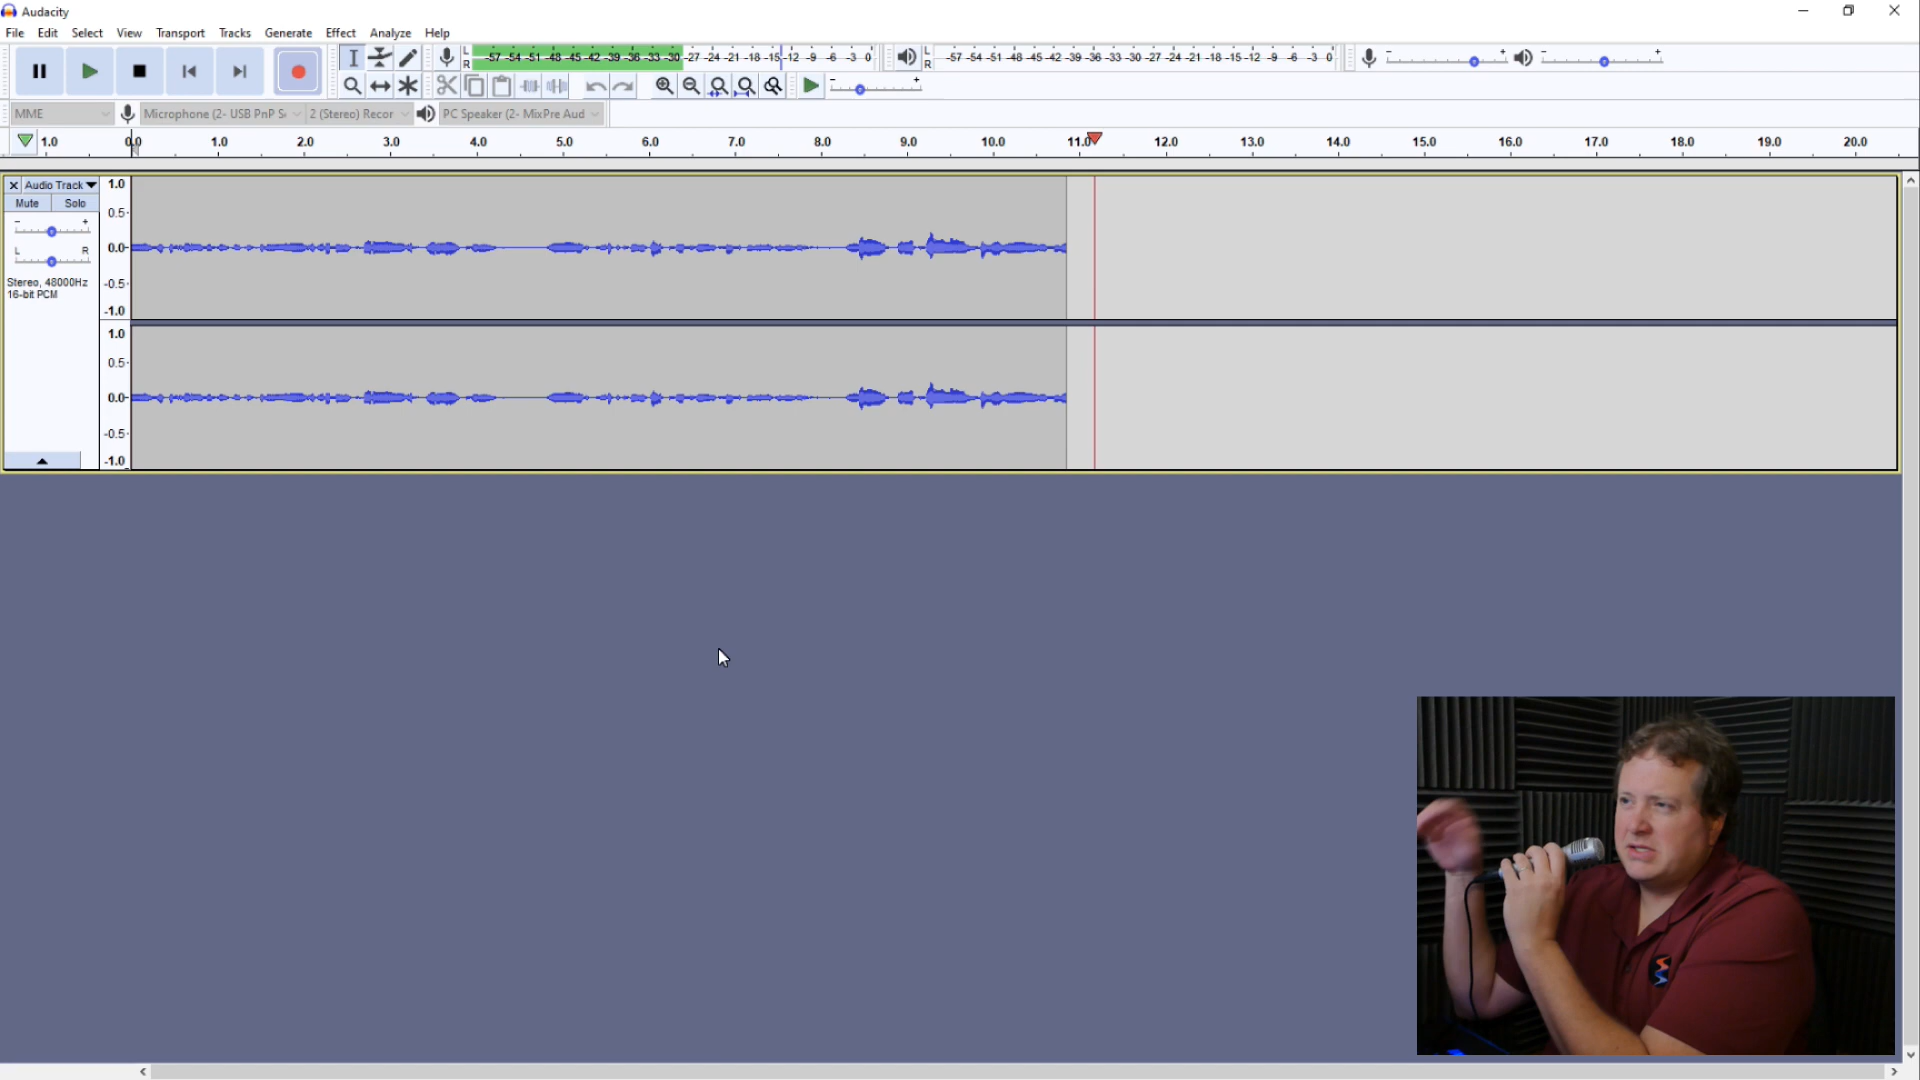 Audacity
File Edit Select View Transport Tracks Generate Effect Analyze Help
L
R
-57 -54 -51 -48 -45 -42 -39 -36 -33 -30 -27 -24 -21 -18 -15 -12 -9 -6 -3 0
L
R
-57 -54 -51 -48 -45 -42 -39 -36 -33 -30 -27 -24 -21 -18 -15 -12 -9 -6 -3 0
- +
- +
- +
MME Microphone (2- USB PnP S 2 (Stereo) Recor PC Speaker (2- MixPre Aud
1.0 0.0 1.0 2.0 3.0 4.0 5.0 6.0 7.0 8.0 9.0 10.0 11.0 12.0 13.0 14.0 15.0 16.0 17.0 18.0 19.0 20.0
Audio Track
Mute Solo
- +
L R
Stereo, 48000Hz
16-bit PCM
1.0
0.5-
0.0-
-0.5-
-1.0
1.0
0.5-
0.0-
-0.5-
-1.0